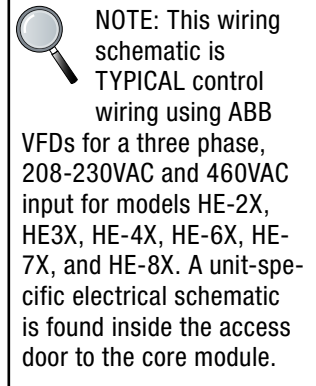 NOTE: This wiring
schematic is
TYPICAL control
wiring using ABB
VFDs for a three phase,
208-230VAC and 460VAC
input for models HE-2X,
HE3X, HE-4X, HE-6X, HE-
7X, and HE-8X. A unit-spe-
cific electrical schematic
is found inside the access
door to the core module.